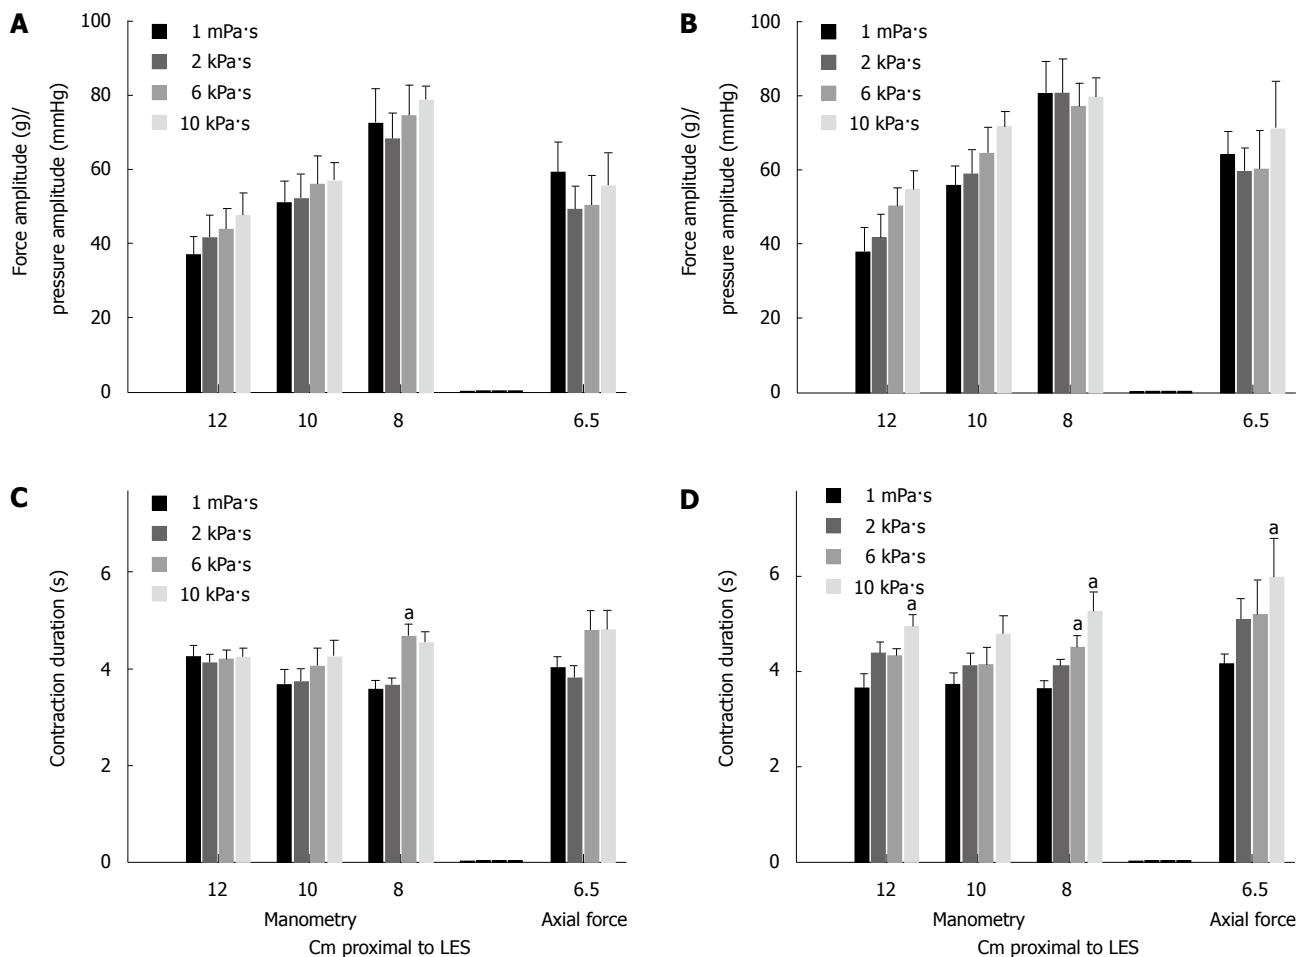 A
100
80
60
40
20
0
Force amplitude (g)/
pressure amplitude (mmHg)
1 mPa·s
2 kPa·s
6 kPa·s
10 kPa·s
12
10
8
6.5
B
100
80
60
40
20
0
Force amplitude (g)/
pressure amplitude (mmHg)
1 mPa·s
2 kPa·s
6 kPa·s
10 kPa·s
12
10
8
6.5
C
6
4
2
0
Contraction duration (s)
1 mPa·s
2 kPa·s
6 kPa·s
10 kPa·s
a
12
10
8
6.5
Manometry
Axial force
Cm proximal to LES
D
6
4
2
0
Contraction duration (s)
1 mPa·s
2 kPa·s
6 kPa·s
10 kPa·s
a
a
a
a
12
10
8
6.5
Manometry
Axial force
Cm proximal to LES